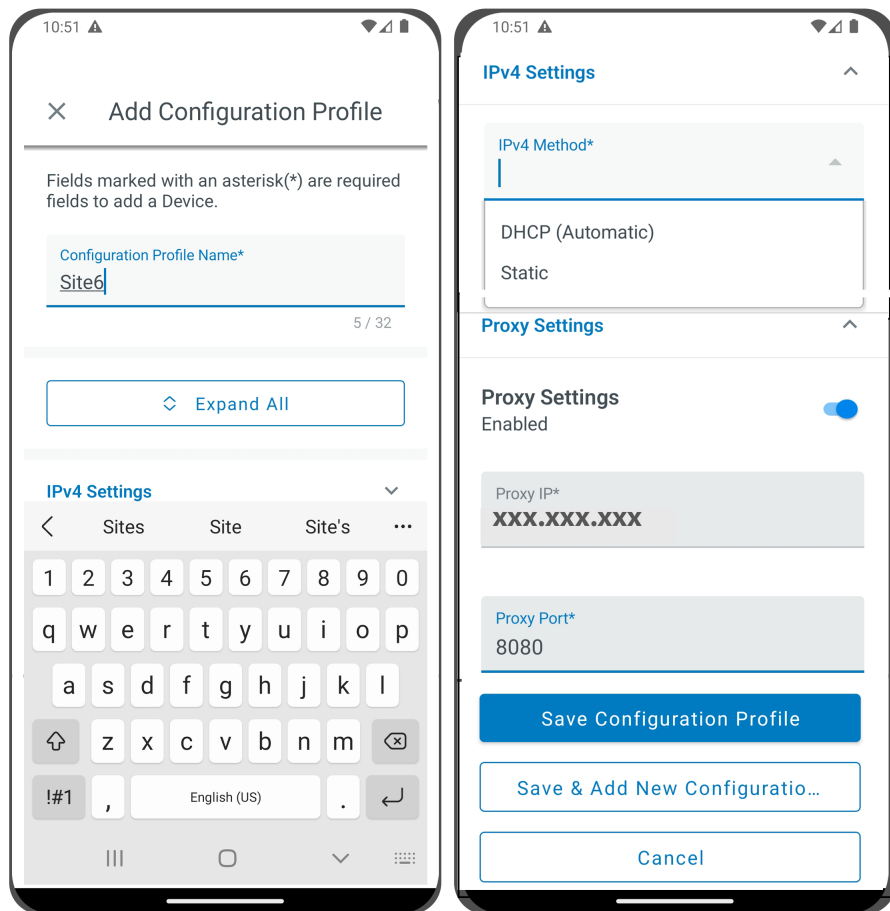 10:51
Add Configuration Profile
Fields marked with an asterisk(*) are required
fields to add a Device.
Configuration Profile Name*
Site6
5 / 32
Expand All
IPv4 Settings
Sites Site Site's ...
1 2 3 4 5 6 7 8 9 0
q w e r t y u i o p
a s d f g h j k l
z x c v b n m
!#1 , English (US) .
10:51
IPv4 Settings
IPv4 Method*
DHCP (Automatic)
Static
Proxy Settings
Proxy Settings
Enabled
Proxy IP*
xxx.xxx.xxx
Proxy Port*
8080
Save Configuration Profile
Save & Add New Configuratio...
Cancel